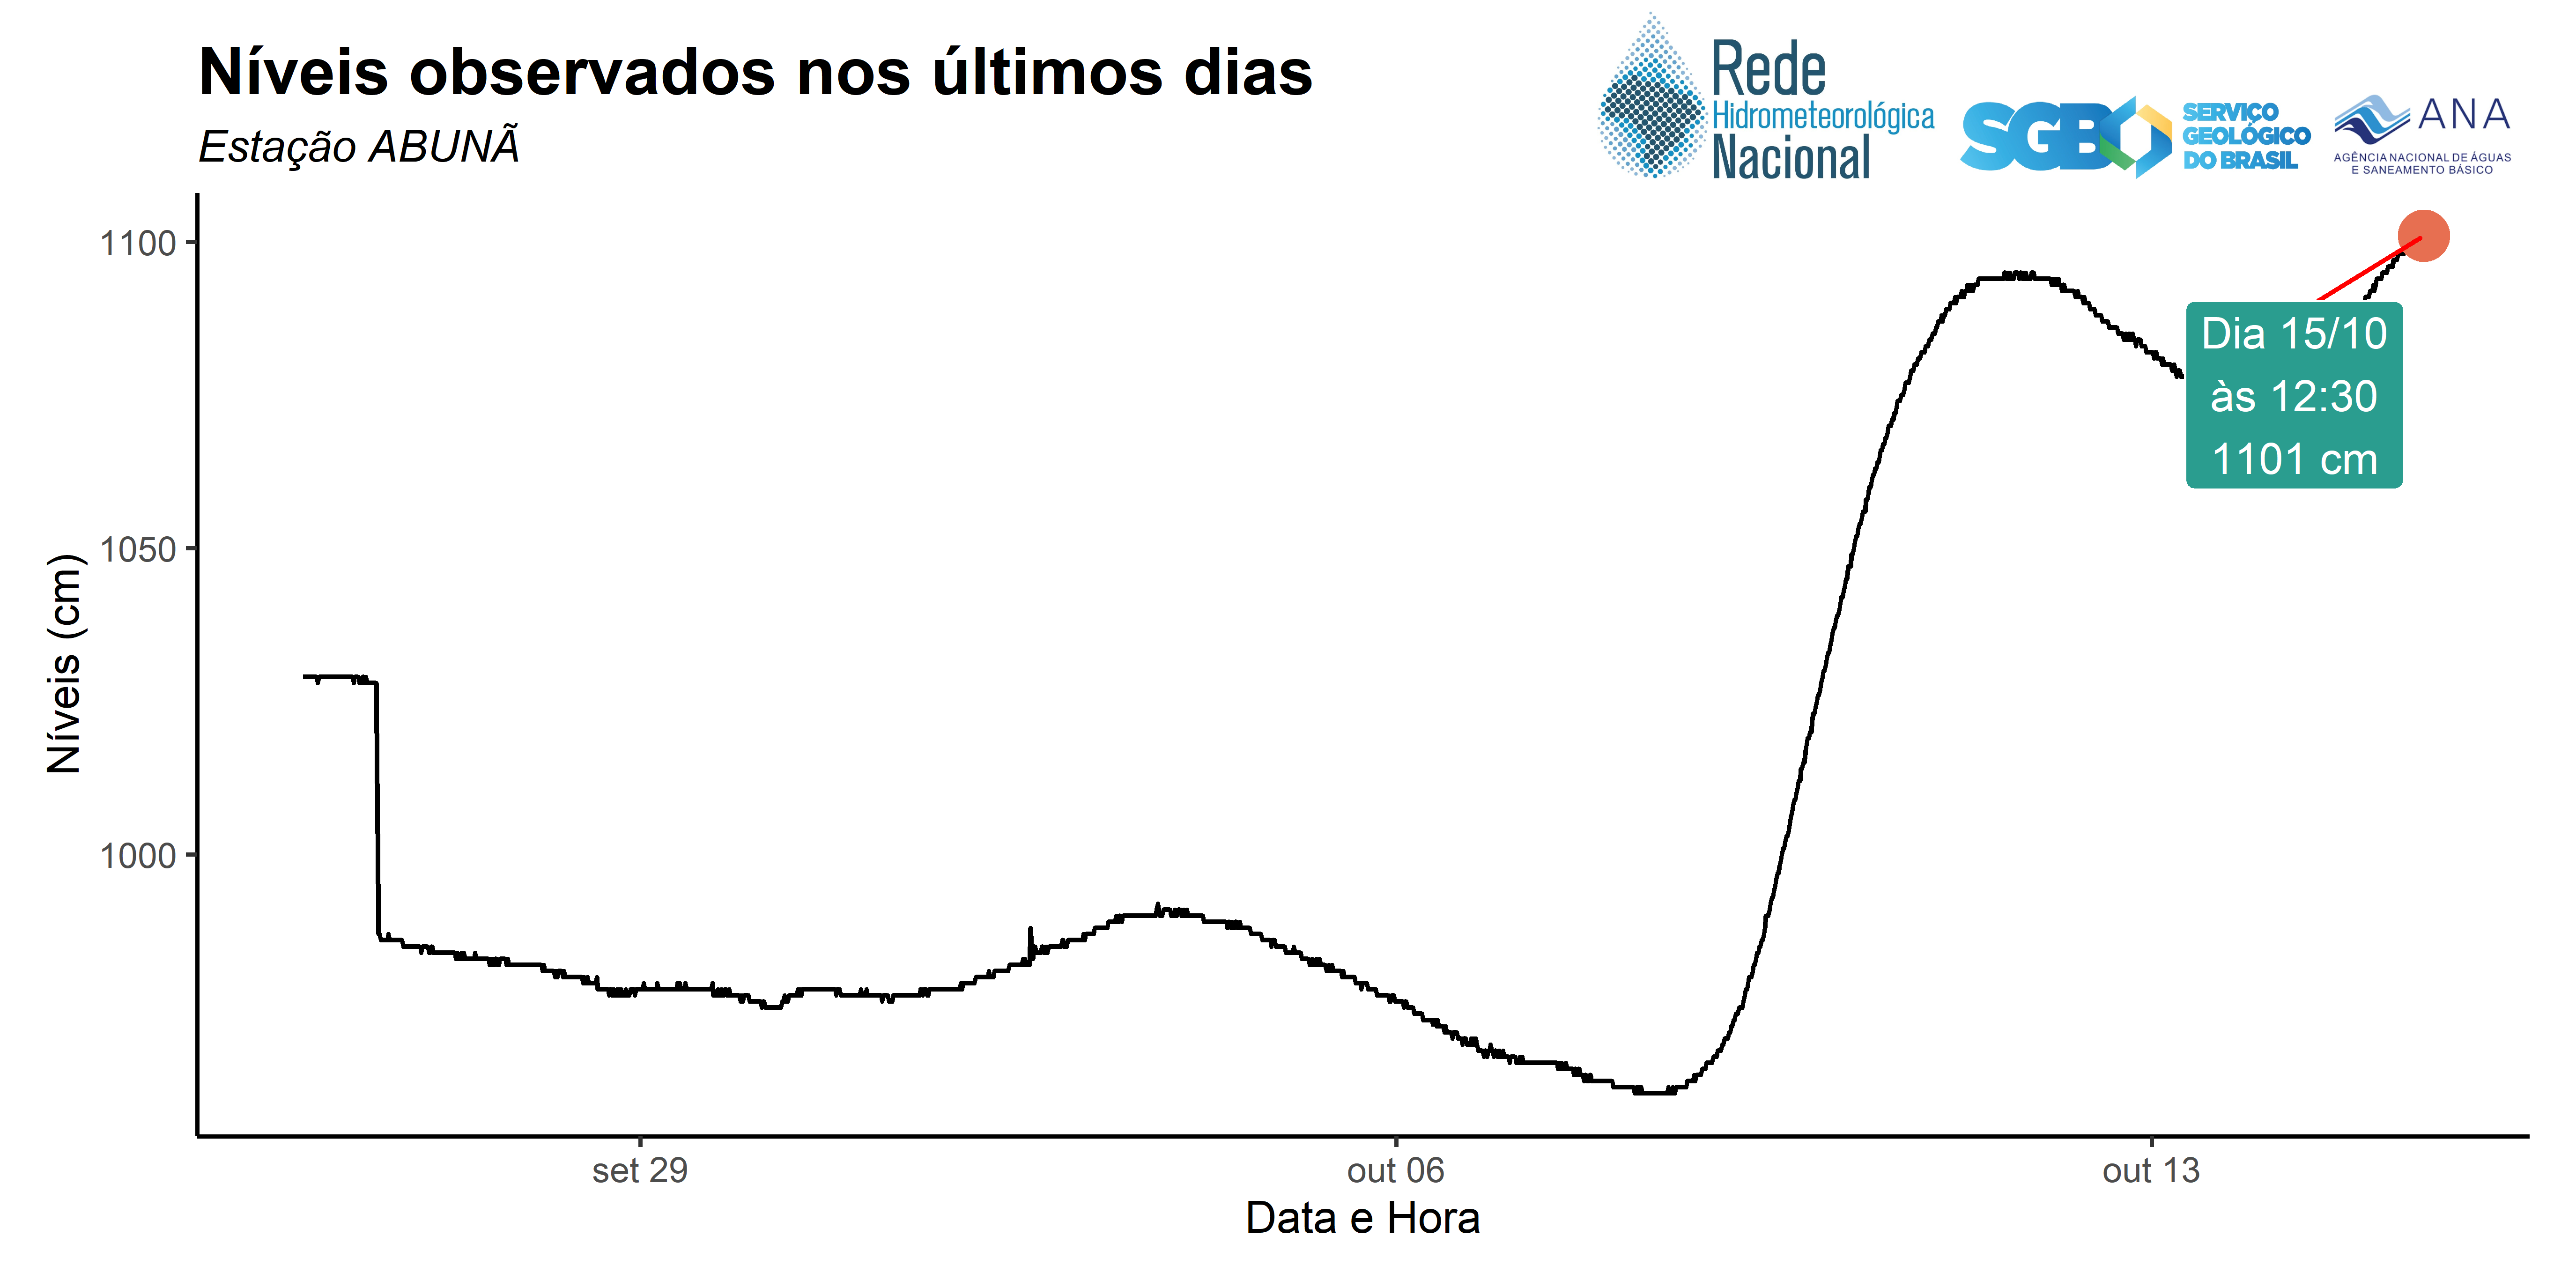 Níveis observados nos últimos dias
Estação ABUNÃ
Rede
Hidrometeorológica
Nacional
SGB
SERVIÇO
GEOLÓGICO
DO BRASIL
ANA
AGÊNCIA NACIONAL DE ÁGUAS
E SANEAMENTO BÁSICO
Níveis (cm)
1100
1050
1000
Dia 15/10
às 12:30
1101 cm
set 29
out 06
out 13
Data e Hora